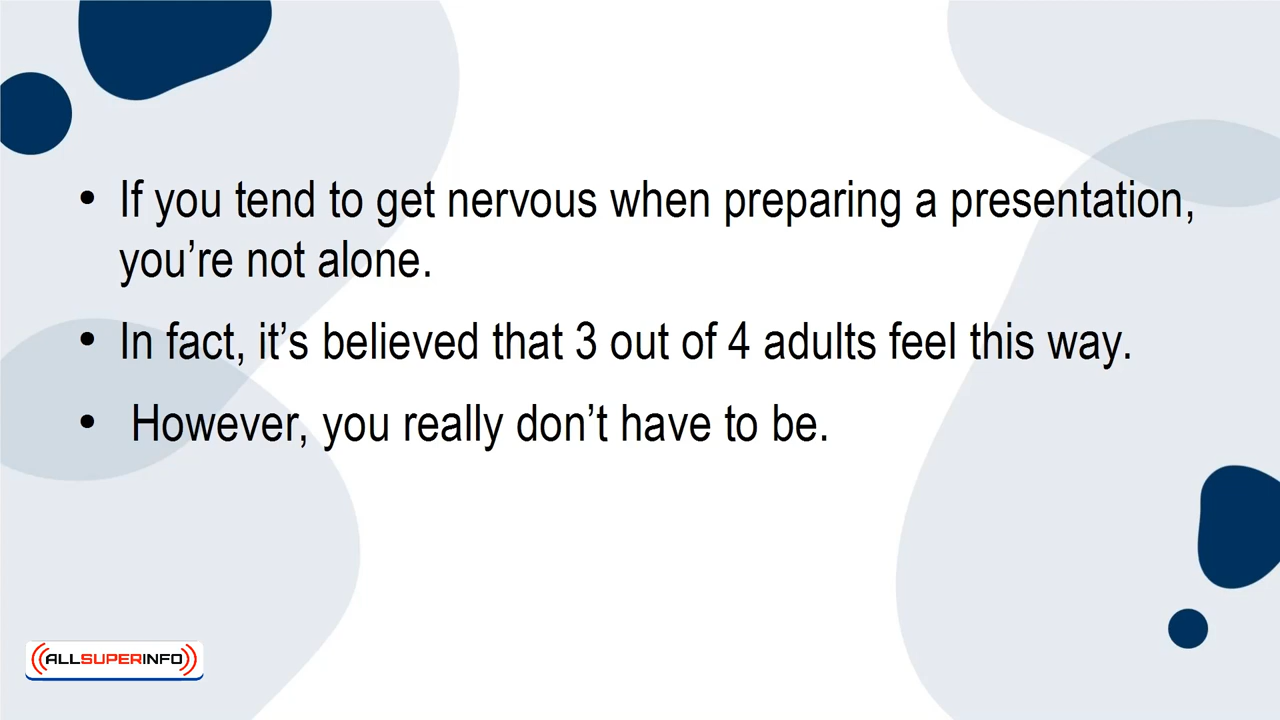 • If you tend to get nervous when preparing a presentation,
you’re not alone.
• In fact, it’s believed that 3 out of 4 adults feel this way.
• However, you really don’t have to be.
ALLSUPERINFO